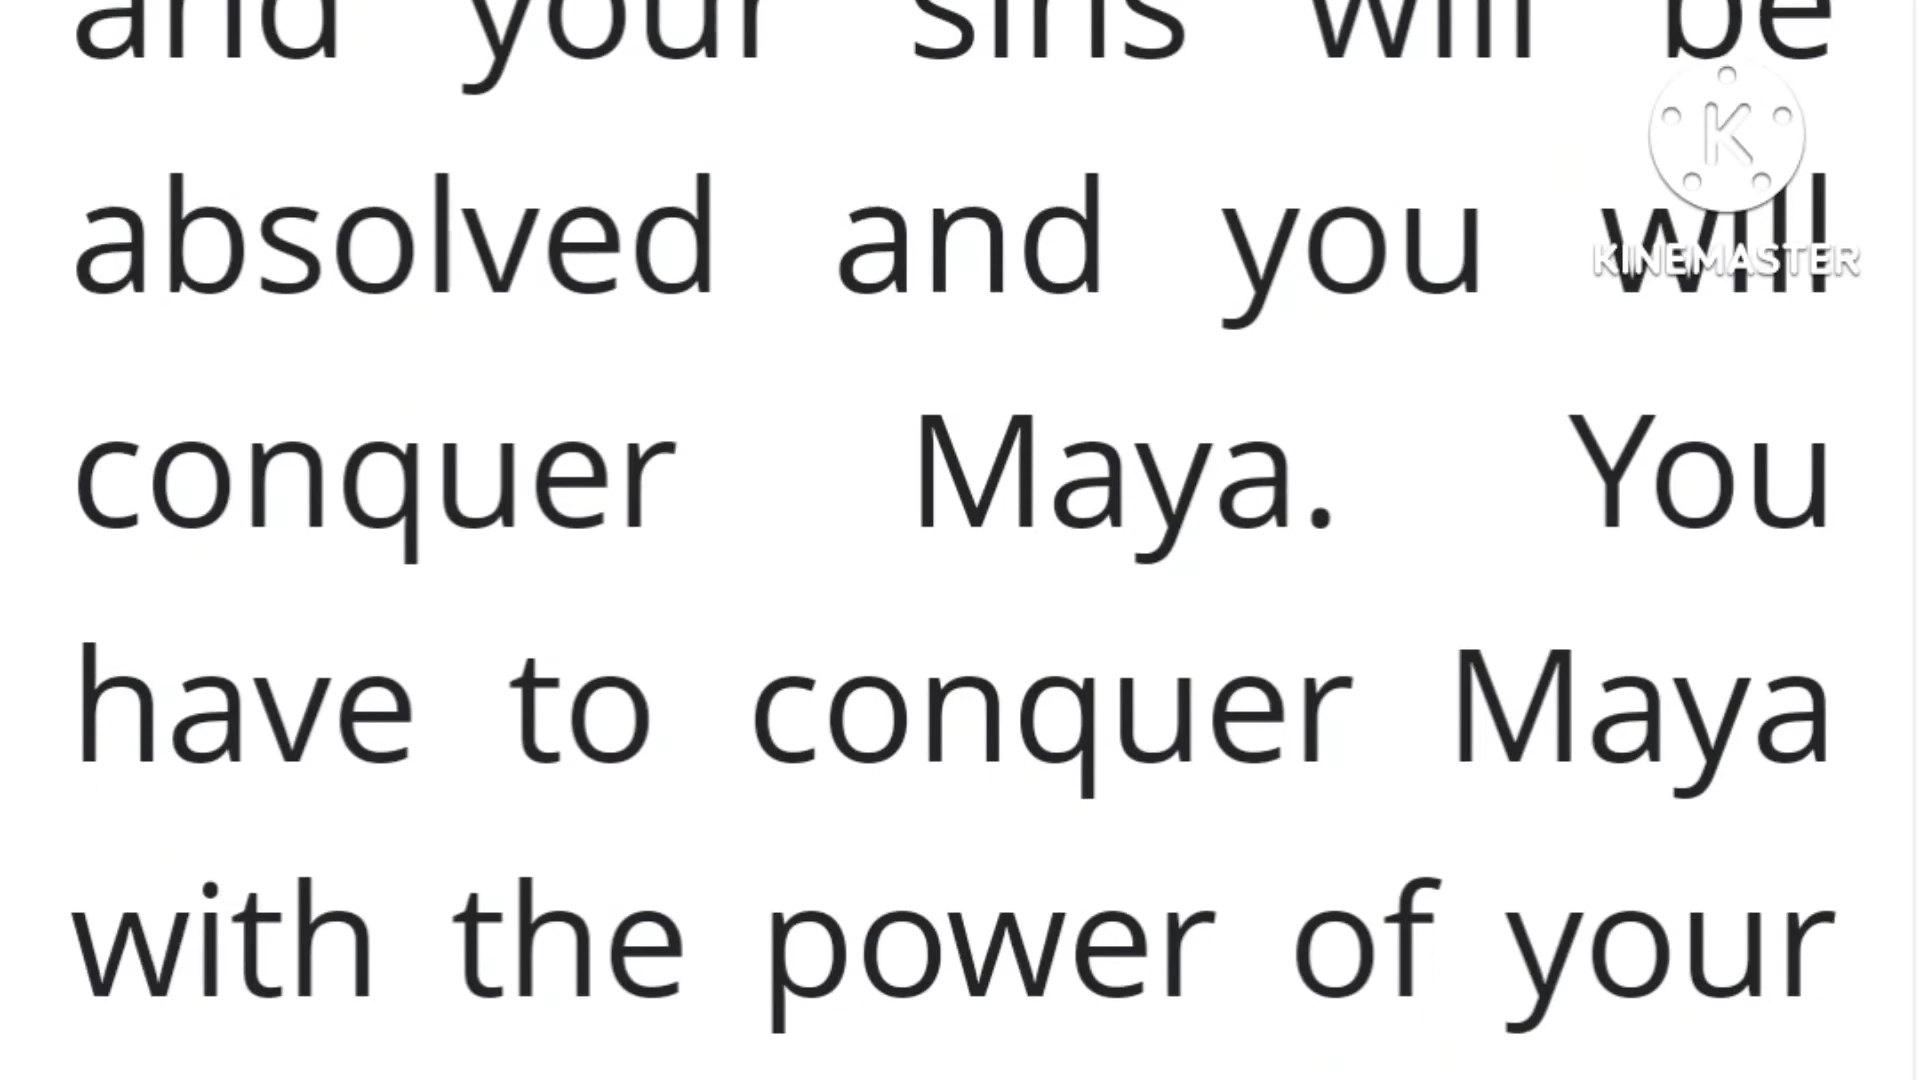 and your sins will be
absolved and you will
KINEMASTER
conquer Maya. You
have to conquer Maya
with the power of your